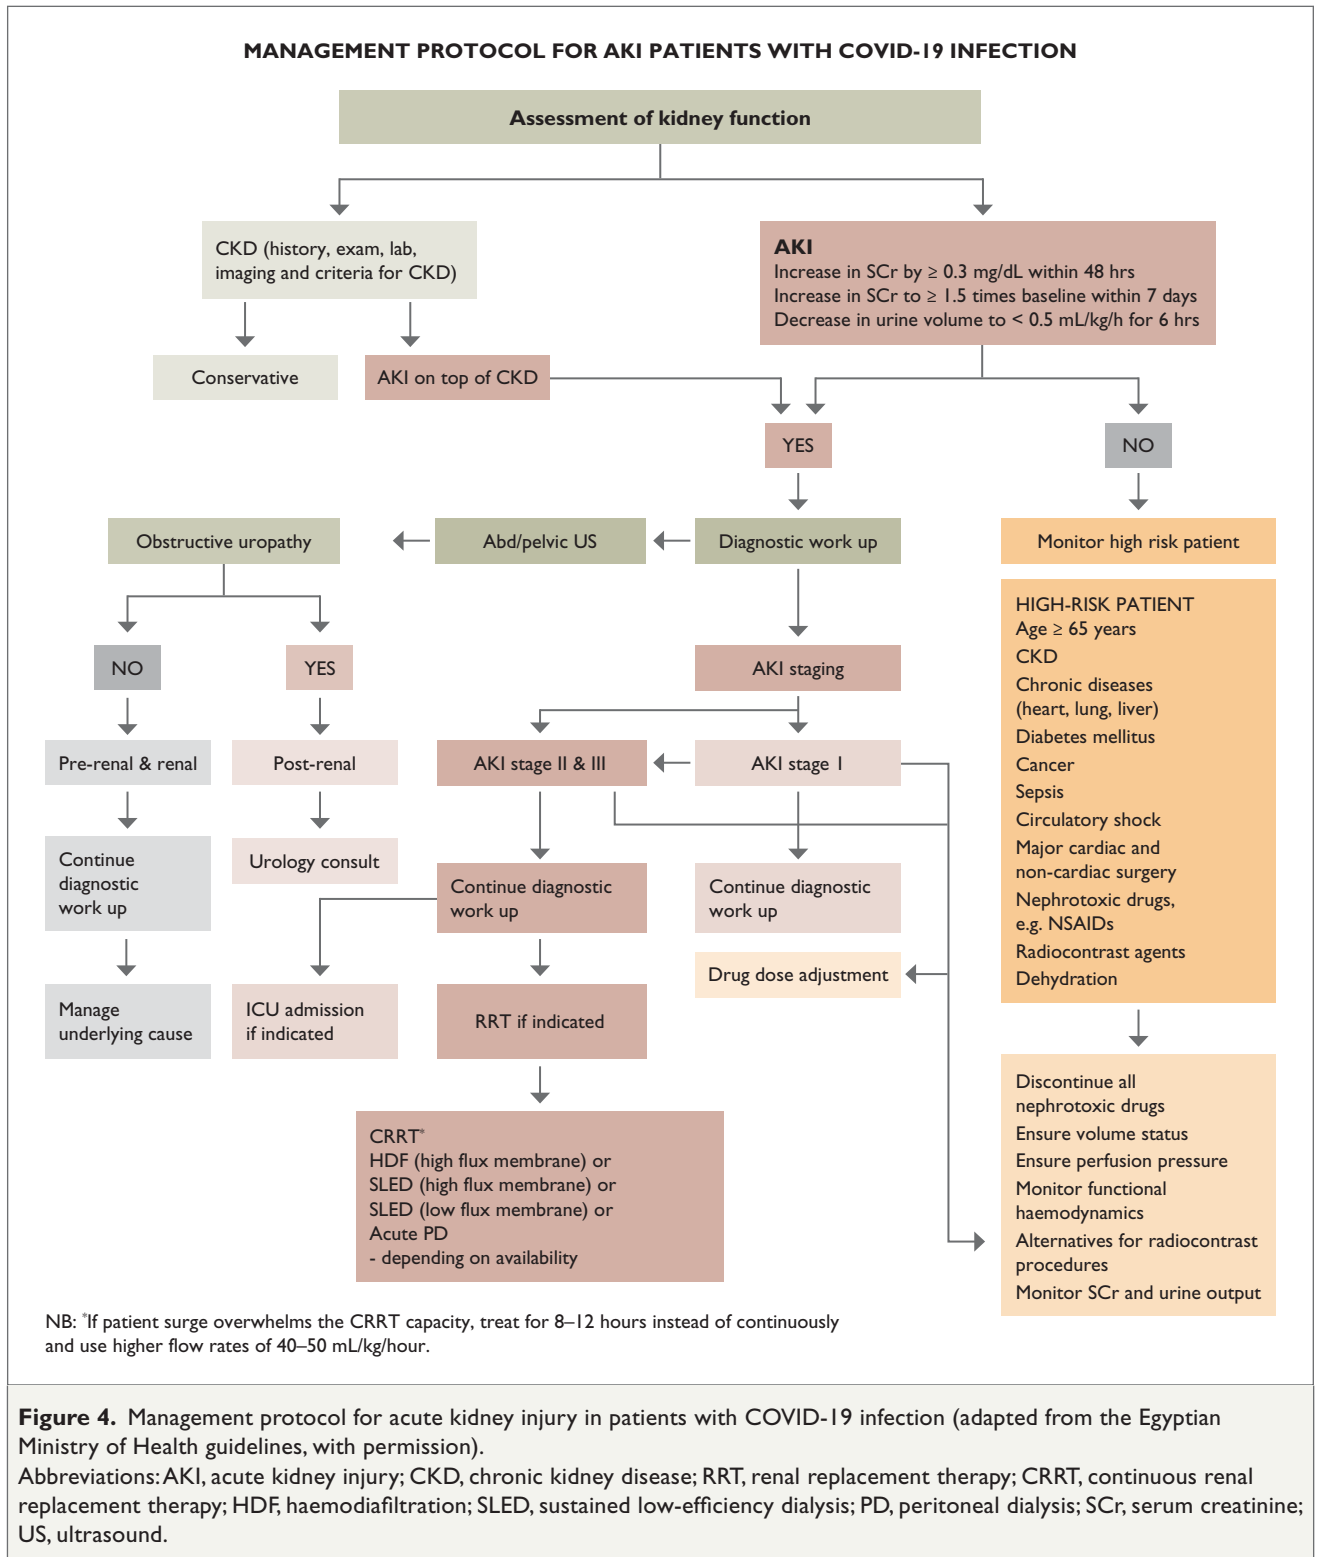 MANAGEMENT PROTOCOL FOR AKI PATIENTS WITH COVID-19 INFECTION
Assessment of kidney function
CKD (history, exam, lab,
imaging and criteria for CKD)
AKI
Increase in SCr by ≥ 0.3 mg/dL within 48 hrs
Increase in SCr to ≥ 1.5 times baseline within 7 days
Decrease in urine volume to < 0.5 mL/kg/h for 6 hrs
Conservative
AKI on top of CKD
YES
NO
Obstructive uropathy
Abd/pelvic US
Diagnostic work up
Monitor high risk patient
HIGH-RISK PATIENT
Age ≥ 65 years
CKD
Chronic diseases
(heart, lung, liver)
Diabetes mellitus
Cancer
Sepsis
Circulatory shock
Major cardiac and
non-cardiac surgery
Nephrotoxic drugs,
e.g. NSAIDs
Radiocontrast agents
Dehydration
NO
YES
AKI staging
Pre-renal & renal
Post-renal
AKI stage II & III
AKI stage I
Continue
diagnostic
work up
Urology consult
Continue diagnostic
work up
Continue diagnostic
work up
Drug dose adjustment
Manage
underlying cause
ICU admission
if indicated
RRT if indicated
Discontinue all
nephrotoxic drugs
Ensure volume status
Ensure perfusion pressure
Monitor functional
haemodynamics
Alternatives for radiocontrast
procedures
Monitor SCr and urine output
CRRT*
HDF (high flux membrane) or
SLED (high flux membrane) or
SLED (low flux membrane) or
Acute PD
- depending on availability
NB: *If patient surge overwhelms the CRRT capacity, treat for 8–12 hours instead of continuously
and use higher flow rates of 40–50 mL/kg/hour.
Figure 4. Management protocol for acute kidney injury in patients with COVID-19 infection (adapted from the Egyptian
Ministry of Health guidelines, with permission).
Abbreviations: AKI, acute kidney injury; CKD, chronic kidney disease; RRT, renal replacement therapy; CRRT, continuous renal
replacement therapy; HDF, haemodiafiltration; SLED, sustained low-efficiency dialysis; PD, peritoneal dialysis; SCr, serum creatinine;
US, ultrasound.